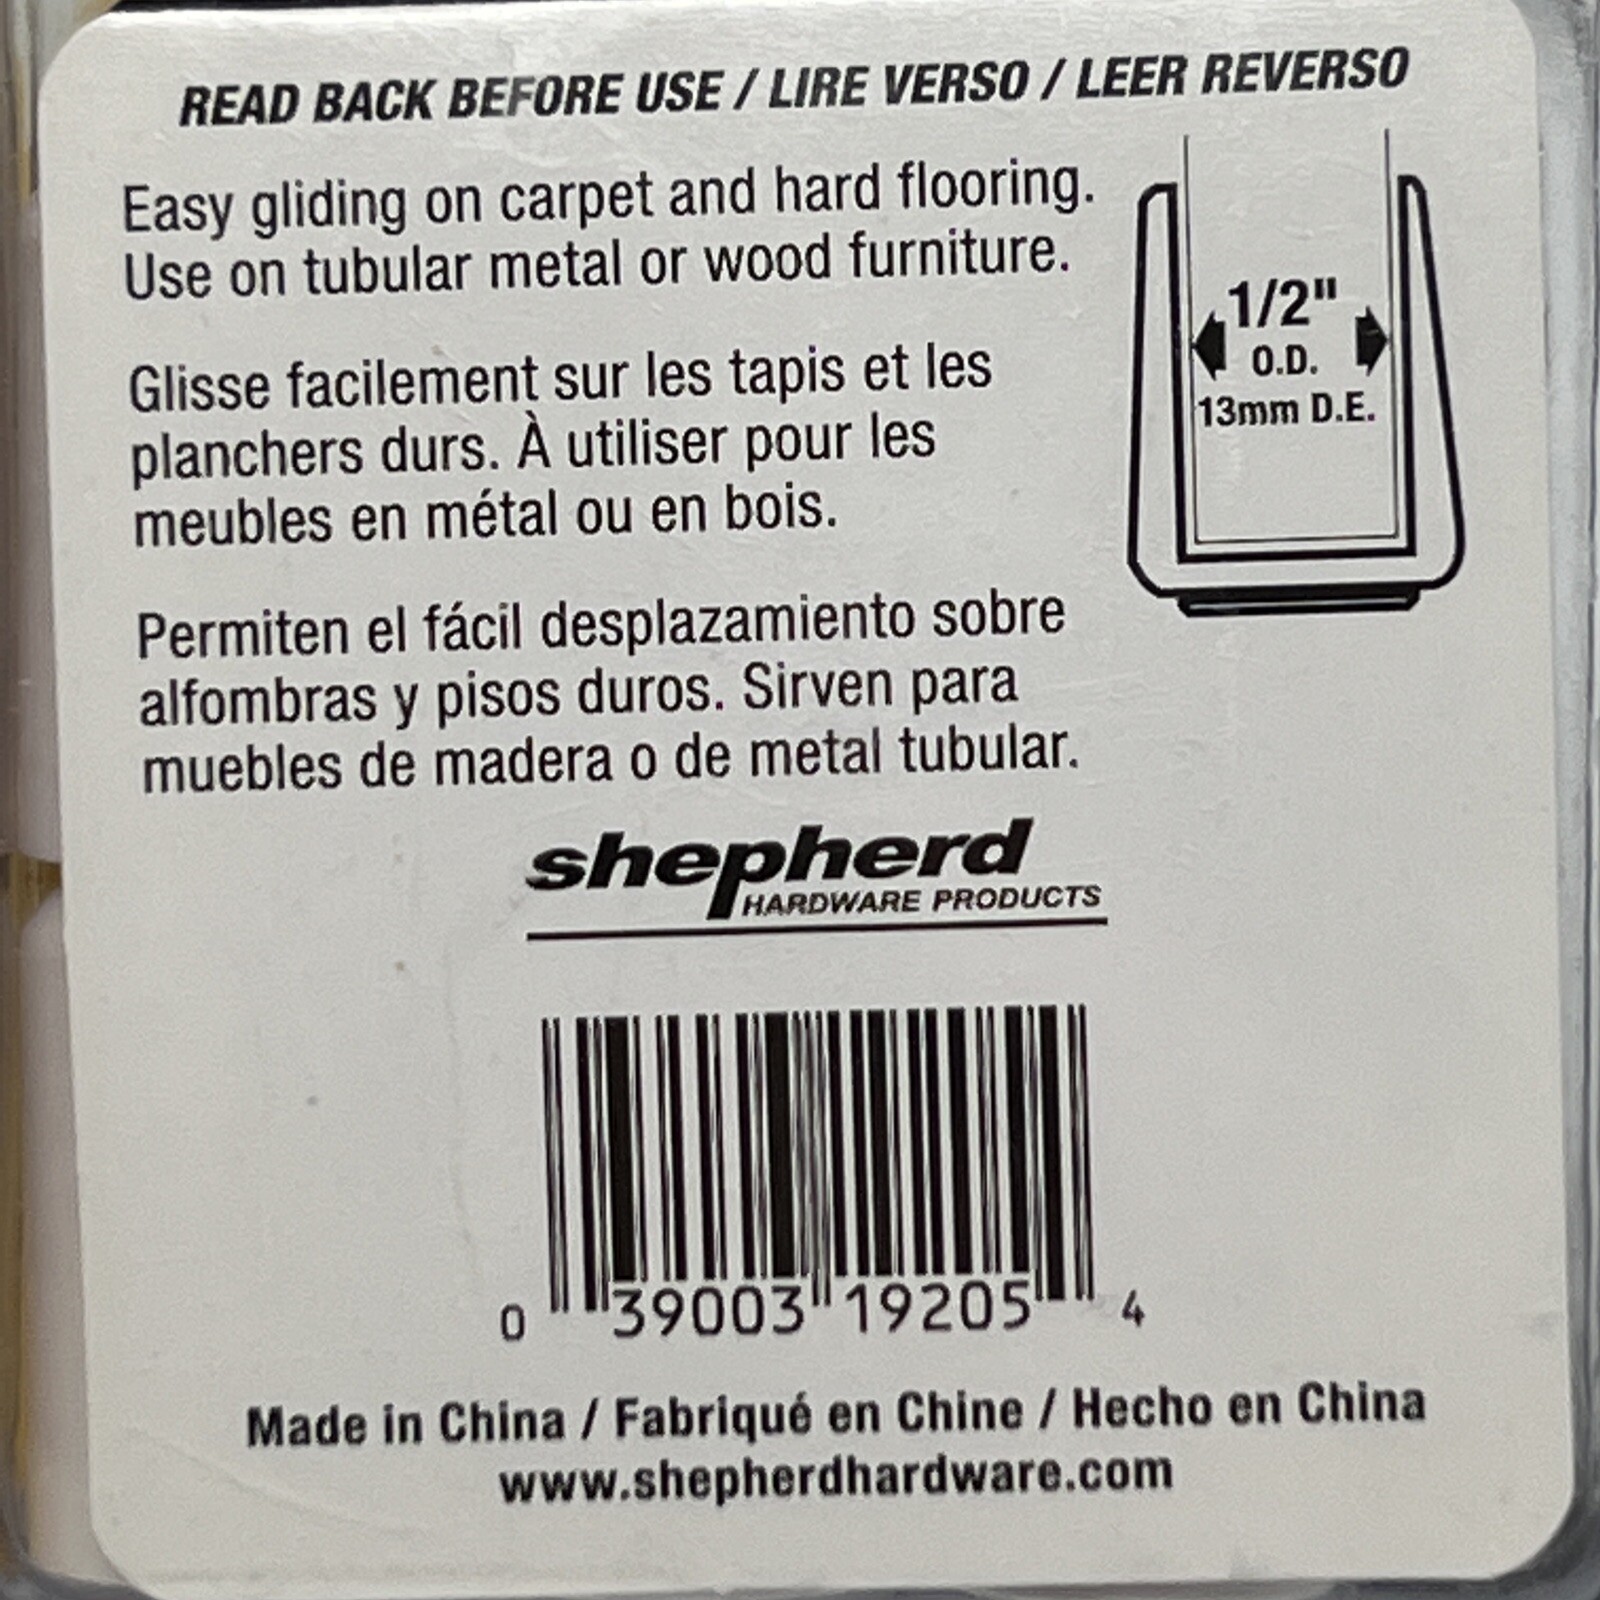 READ BACK BEFORE USE / LIRE VERSO / LEER REVERSO
Easy gliding on carpet and hard flooring.
Use on tubular metal or wood furniture.
Glisse facilement sur les tapis et les
planchers durs. À utiliser pour les
meubles en métal ou en bois.
Permiten el fácil desplazamiento sobre
alfombras y pisos duros. Sirven para
muebles de madera o de metal tubular.
1/2"
O.D.
13mm D.E.
shepherd
HARDWARE PRODUCTS
0 39003 19205 4
Made in China / Fabriqué en Chine / Hecho en China
www.shepherdhardware.com